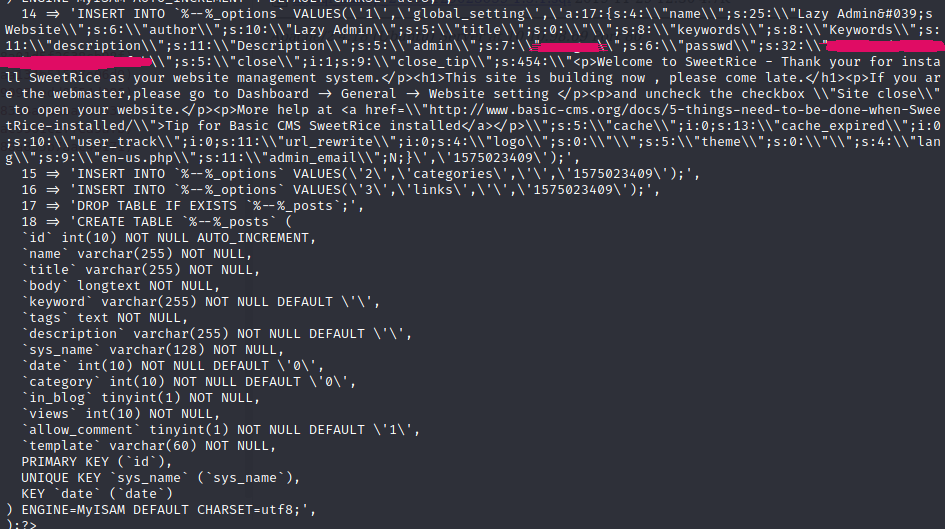 ) ENGINE=MyISAM AUTO_INCREMENT=4 DEFAULT CHARSET=utf8;',
  14 => 'INSERT INTO `%--%_options` VALUES(\'1\',\'global_setting\',\'a:17:{s:4:\\"name\\";s:25:\\"Lazy Admin&#039;s
Website\\";s:6:\\"author\\";s:10:\\"Lazy Admin\\";s:5:\\"title\\";s:0:\\"\\";s:8:\\"keywords\\";s:8:\\"Keywords\\";s:
11:\\"description\\";s:11:\\"Description\\";s:5:\\"admin\\";s:7:\\"\\";s:6:\\"passwd\\";s:32:\\"
\\";s:5:\\"close\\";i:1;s:9:\\"close_tip\\";s:454:\\"<p>Welcome to SweetRice - Thank your for insta
ll SweetRice as your website management system.</p><h1>This site is building now , please come late.</h1><p>If you ar
e the webmaster,please go to Dashboard → General → Website setting </p><p>and uncheck the checkbox \\"Site close\\"
 to open your website.</p><p>More help at <a href=\\"http://www.basic-cms.org/docs/5-things-need-to-be-done-when-Swee
tRice-installed/\\">Tip for Basic CMS SweetRice installed</a></p>\\";s:5:\\"cache\\";i:0;s:13:\\"cache_expired\\";i:0
;s:10:\\"user_track\\";i:0;s:11:\\"url_rewrite\\";i:0;s:4:\\"logo\\";s:0:\\"\\";s:5:\\"theme\\";s:0:\\"\\";s:4:\\"lan
g\\";s:9:\\"en-us.php\\";s:11:\\"admin_email\\";N;}\',\'1575023409\');',
  15 => 'INSERT INTO `%--%_options` VALUES(\'2\',\'categories\',\'\',\'1575023409\');',
  16 => 'INSERT INTO `%--%_options` VALUES(\'3\',\'links\',\'\',\'1575023409\');',
  17 => 'DROP TABLE IF EXISTS `%--%_posts`;',
  18 => 'CREATE TABLE `%--%_posts` (
  `id` int(10) NOT NULL AUTO_INCREMENT,
  `name` varchar(255) NOT NULL,
  `title` varchar(255) NOT NULL,
  `body` longtext NOT NULL,
  `keyword` varchar(255) NOT NULL DEFAULT \'\',
  `tags` text NOT NULL,
  `description` varchar(255) NOT NULL DEFAULT \'\',
  `sys_name` varchar(128) NOT NULL,
  `date` int(10) NOT NULL DEFAULT \'0\',
  `category` int(10) NOT NULL DEFAULT \'0\',
  `in_blog` tinyint(1) NOT NULL,
  `views` int(10) NOT NULL,
  `allow_comment` tinyint(1) NOT NULL DEFAULT \'1\',
  `template` varchar(60) NOT NULL,
  PRIMARY KEY (`id`),
  UNIQUE KEY `sys_name` (`sys_name`),
  KEY `date` (`date`)
) ENGINE=MyISAM DEFAULT CHARSET=utf8;',
);?>